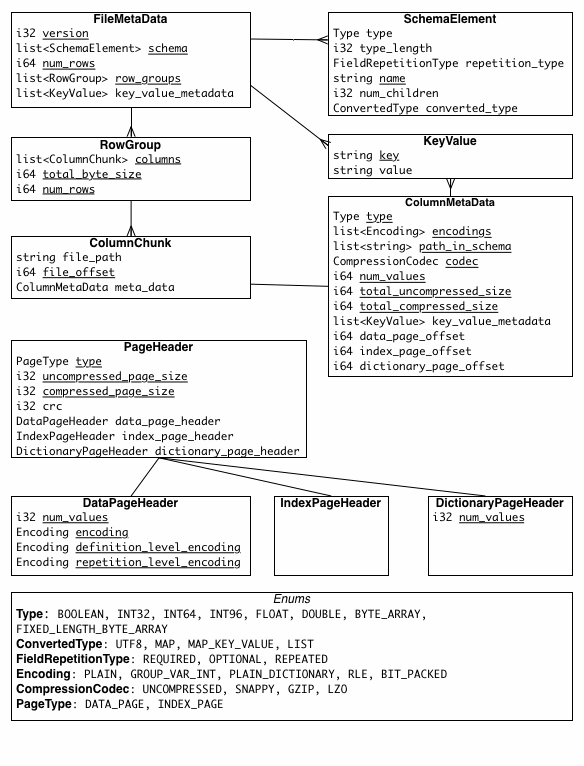 FileMetaData
i32 version
list<SchemaElement> schema
i64 num_rows
list<RowGroup> row_groups
list<KeyValue> key_value_metadata
SchemaElement
Type type
i32 type_length
FieldRepetitionType repetition_type
string name
i32 num_children
ConvertedType converted_type
RowGroup
list<ColumnChunk> columns
i64 total_byte_size
i64 num_rows
KeyValue
string key
string value
ColumnMetaData
Type type
list<Encoding> encodings
list<string> path_in_schema
CompressionCodec codec
i64 num_values
i64 total_uncompressed_size
i64 total_compressed_size
list<KeyValue> key_value_metadata
i64 data_page_offset
i64 index_page_offset
i64 dictionary_page_offset
ColumnChunk
string file_path
i64 file_offset
ColumnMetaData meta_data
PageHeader
PageType type
i32 uncompressed_page_size
i32 compressed_page_size
i32 crc
DataPageHeader data_page_header
IndexPageHeader index_page_header
DictionaryPageHeader dictionary_page_header
DataPageHeader
i32 num_values
Encoding encoding
Encoding definition_level_encoding
Encoding repetition_level_encoding
IndexPageHeader
DictionaryPageHeader
i32 num_values
Enums
Type: BOOLEAN, INT32, INT64, INT96, FLOAT, DOUBLE, BYTE_ARRAY,
FIXED_LENGTH_BYTE_ARRAY
ConvertedType: UTF8, MAP, MAP_KEY_VALUE, LIST
FieldRepetitionType: REQUIRED, OPTIONAL, REPEATED
Encoding: PLAIN, GROUP_VAR_INT, PLAIN_DICTIONARY, RLE, BIT_PACKED
CompressionCodec: UNCOMPRESSED, SNAPPY, GZIP, LZO
PageType: DATA_PAGE, INDEX_PAGE